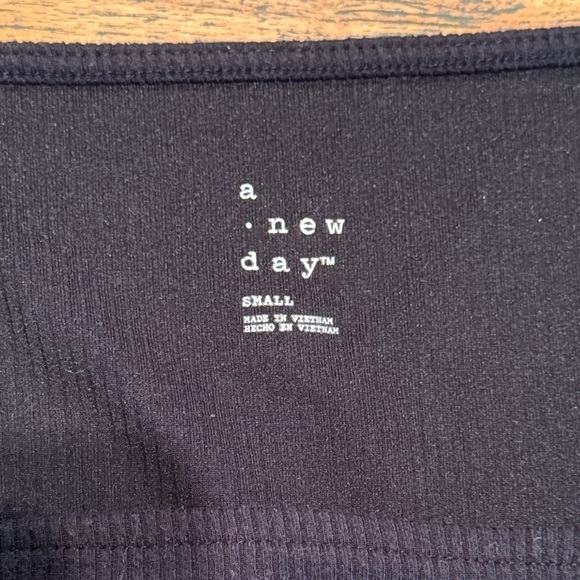 a
· new
day™
SMALL
MADE IN VIETNAM
HECHO EN VIETNAM